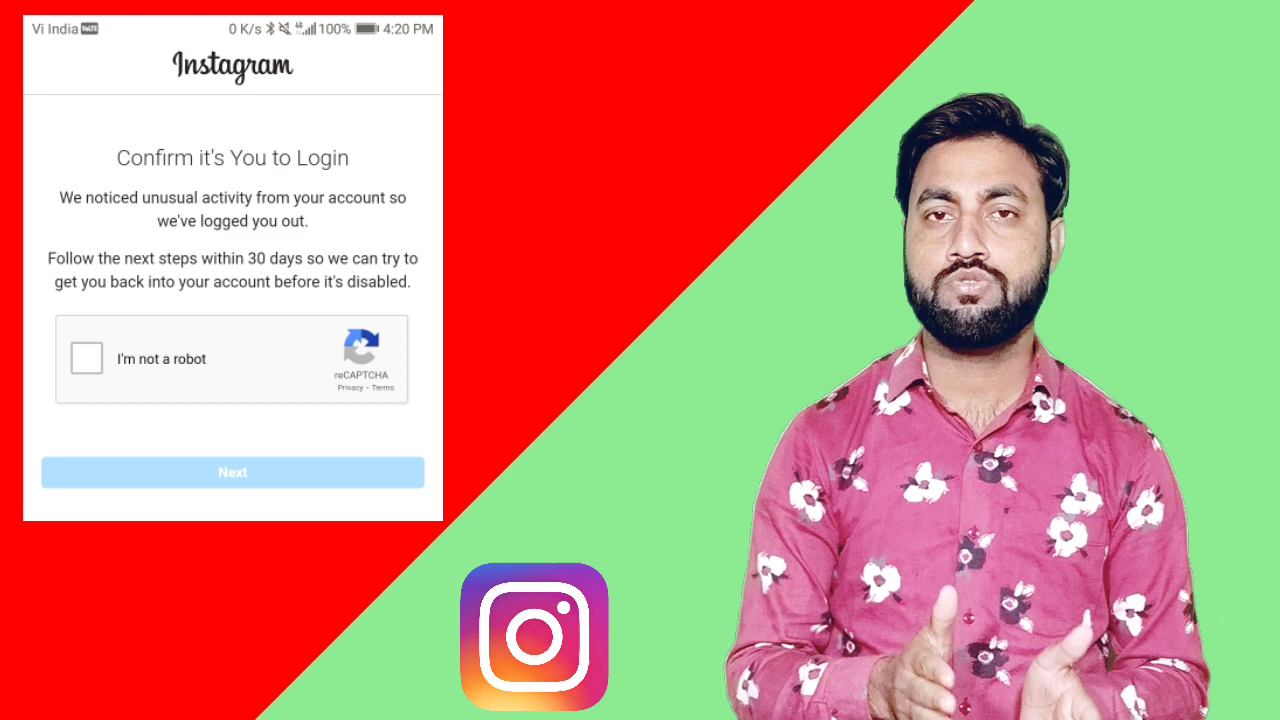 Vi India VoLTE 0 K/s 4G 100% 4:20 PM
Instagram
Confirm it's You to Login
We noticed unusual activity from your account so
we've logged you out.
Follow the next steps within 30 days so we can try to
get you back into your account before it's disabled.
I'm not a robot
reCAPTCHA
Privacy - Terms
Next